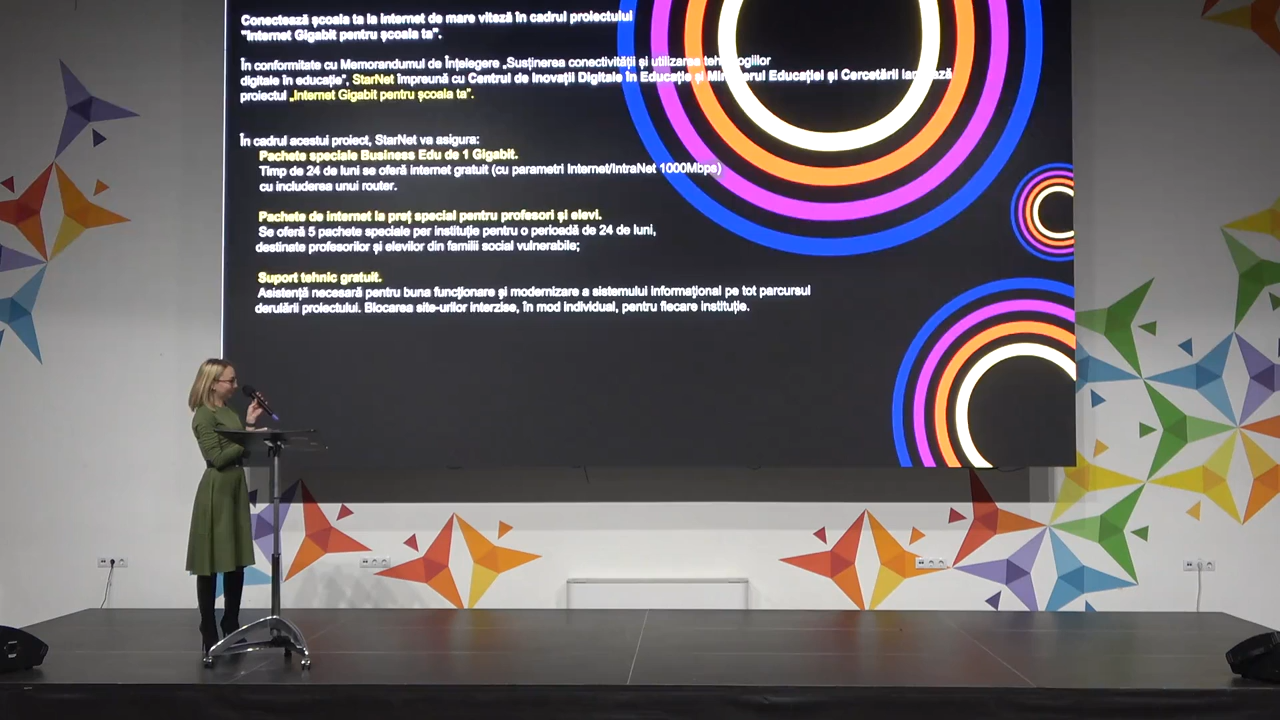 Conectează școala ta la internet de mare viteză în cadrul proiectului
"Internet Gigabit pentru școala ta".
În conformitate cu Memorandumul de Înțelegere „Susținerea conectivității și utilizarea tehnologiilor
digitale în educație", StarNet împreună cu Centrul de Inovații Digitale în Educație și Ministerul Educației și Cercetării lansează
proiectul „Internet Gigabit pentru școala ta".
În cadrul acestui proiect, StarNet va asigura:
Pachete speciale Business Edu de 1 Gigabit.
Timp de 24 de luni se oferă internet gratuit (cu parametri Internet/IntraNet 1000Mbps)
cu includerea unui router.
Pachete de internet la preț special pentru profesori și elevi.
Se oferă 5 pachete speciale per instituție pentru o perioadă de 24 de luni,
destinate profesorilor și elevilor din familii social vulnerabile;
Suport tehnic gratuit.
Asistență necesară pentru buna funcționare și modernizare a sistemului informațional pe tot parcursul
derulării proiectului. Blocarea site-urilor interzise, în mod individual, pentru fiecare instituție.